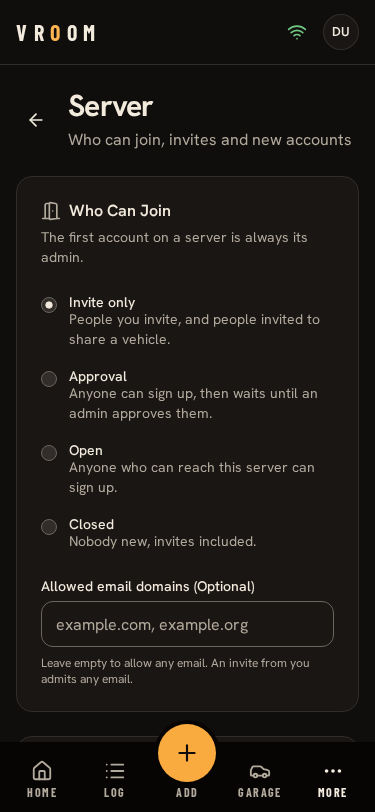 VROOM
DU
Server
Who can join, invites and new accounts
Who Can Join
The first account on a server is always its
admin.
Invite only
People you invite, and people invited to
share a vehicle.
Approval
Anyone can sign up, then waits until an
admin approves them.
Open
Anyone who can reach this server can
sign up.
Closed
Nobody new, invites included.
Allowed email domains (Optional)
example.com, example.org
Leave empty to allow any email. An invite from you
admits any email.
HOME
LOG
ADD
GARAGE
MORE